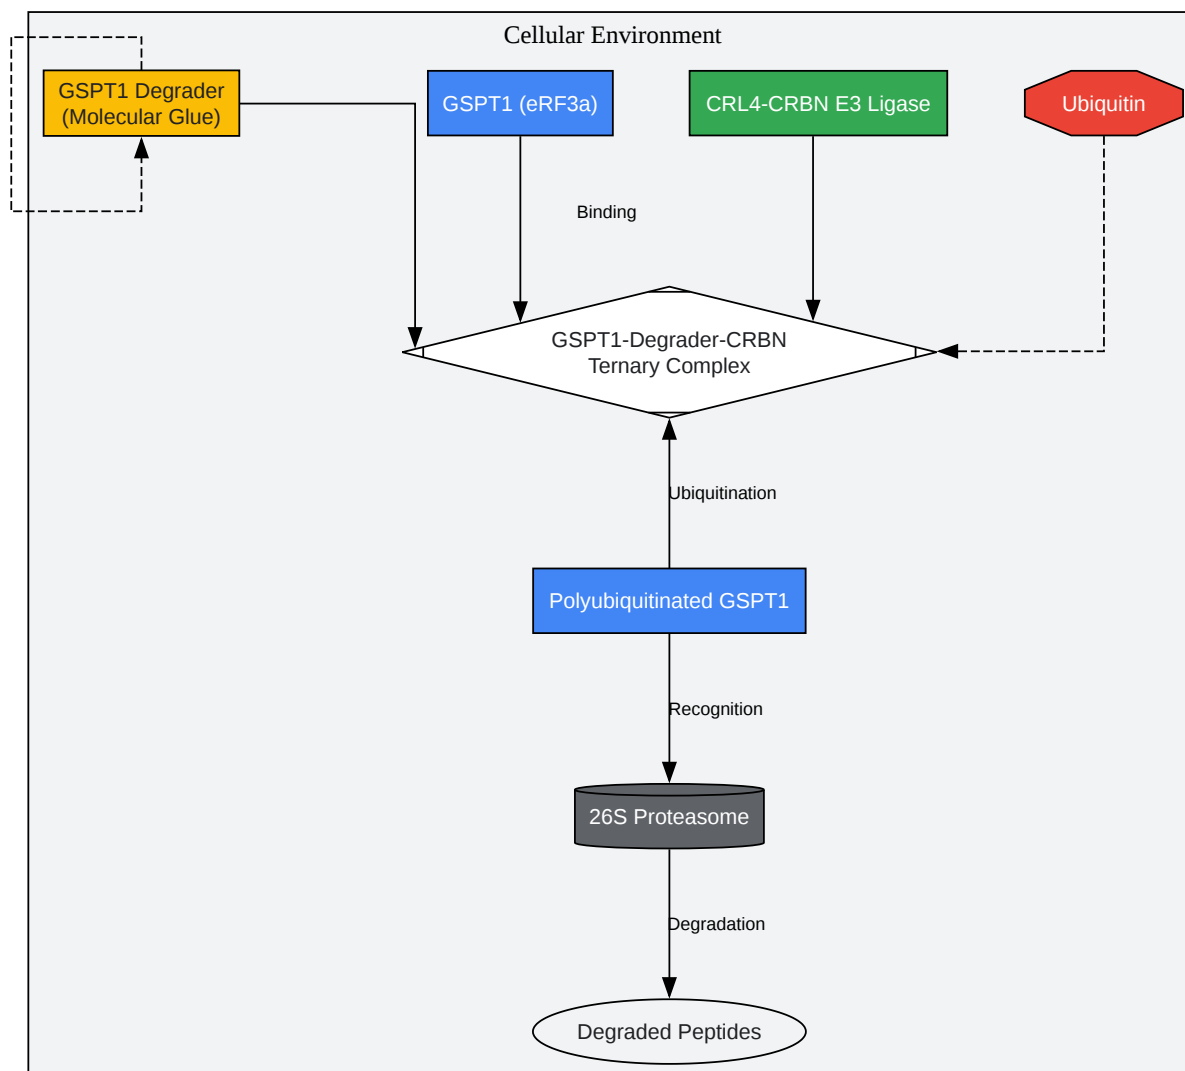 Cellular Environment
GSPT1 Degrader
(Molecular Glue)
GSPT1 (eRF3a)
CRL4-CRBN E3 Ligase
Ubiquitin
Binding
GSPT1-Degrader-CRBN
Ternary Complex
Ubiquitination
Polyubiquitinated GSPT1
Recognition
26S Proteasome
Degradation
Degraded Peptides